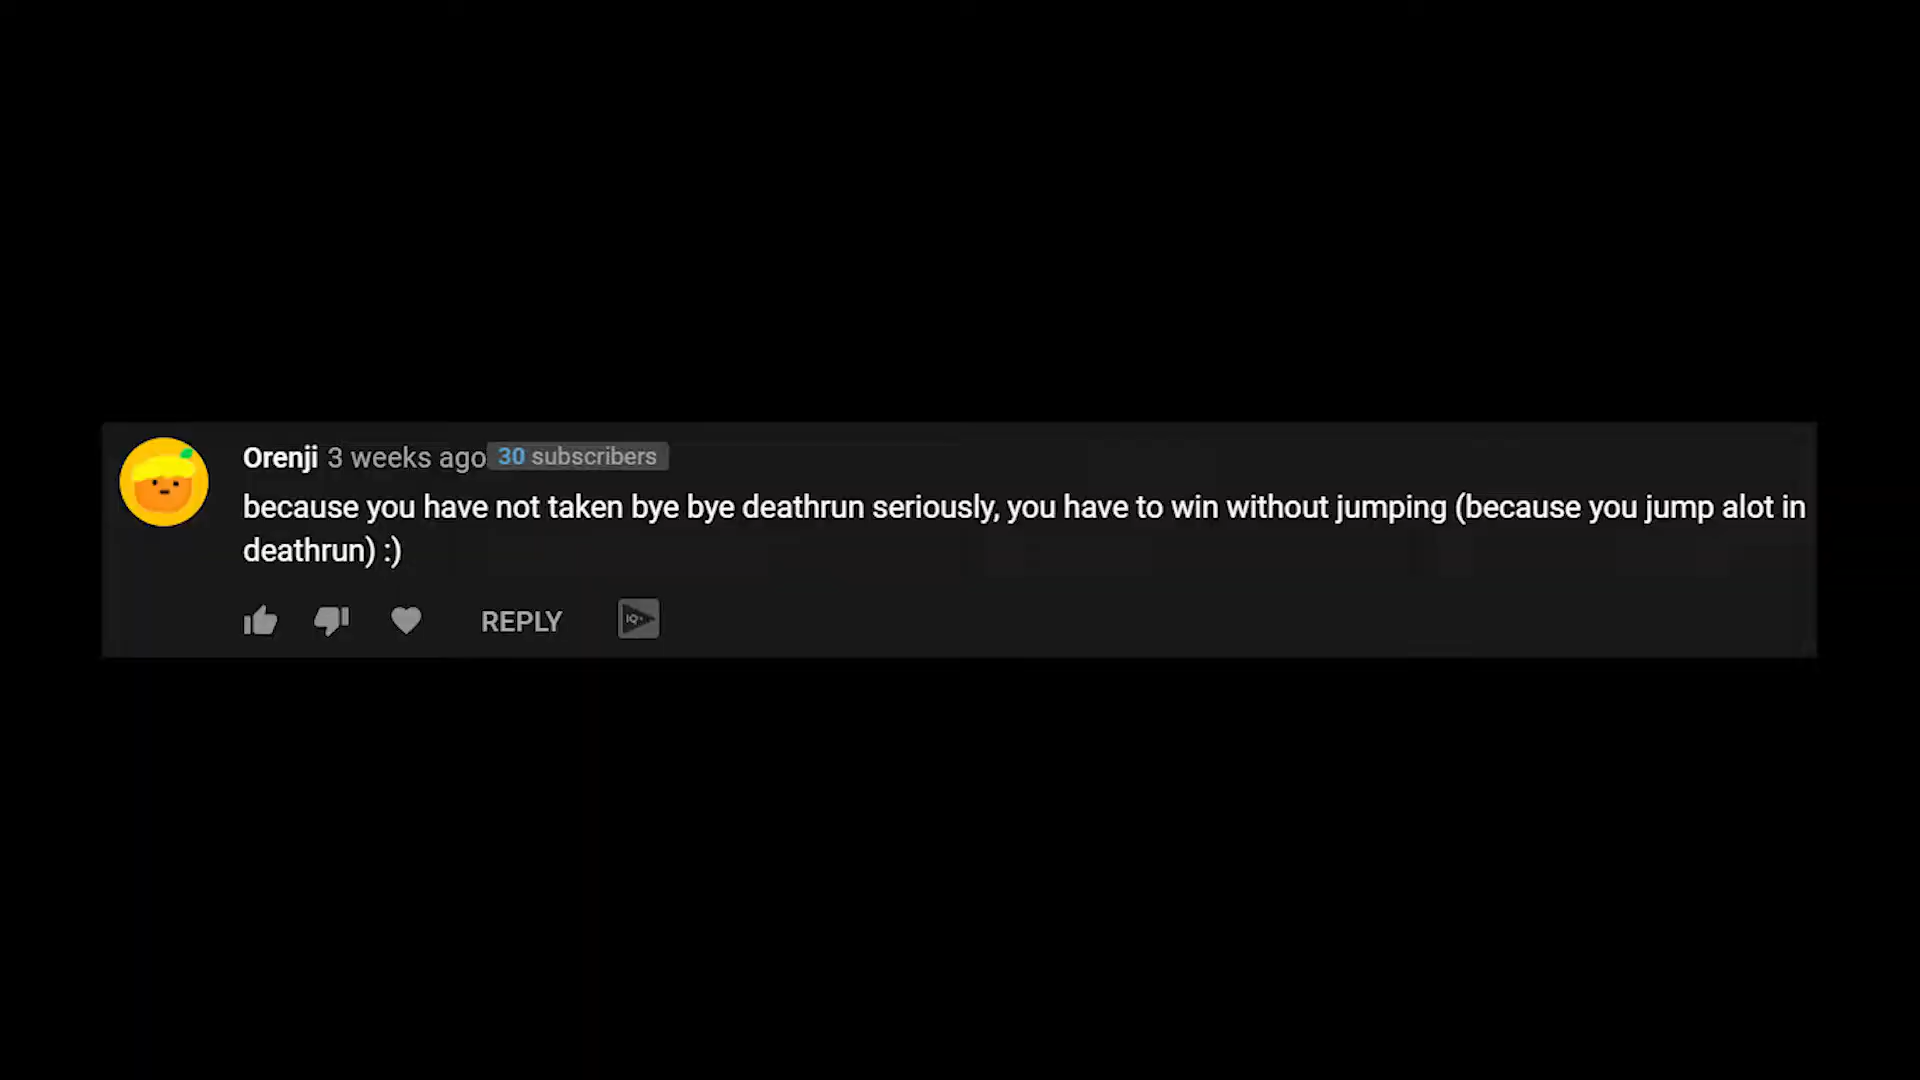 Orenji 3 weeks ago 30 subscribers
because you have not taken bye bye deathrun seriously, you have to win without jumping (because you jump alot in
deathrun) :)
REPLY IQ